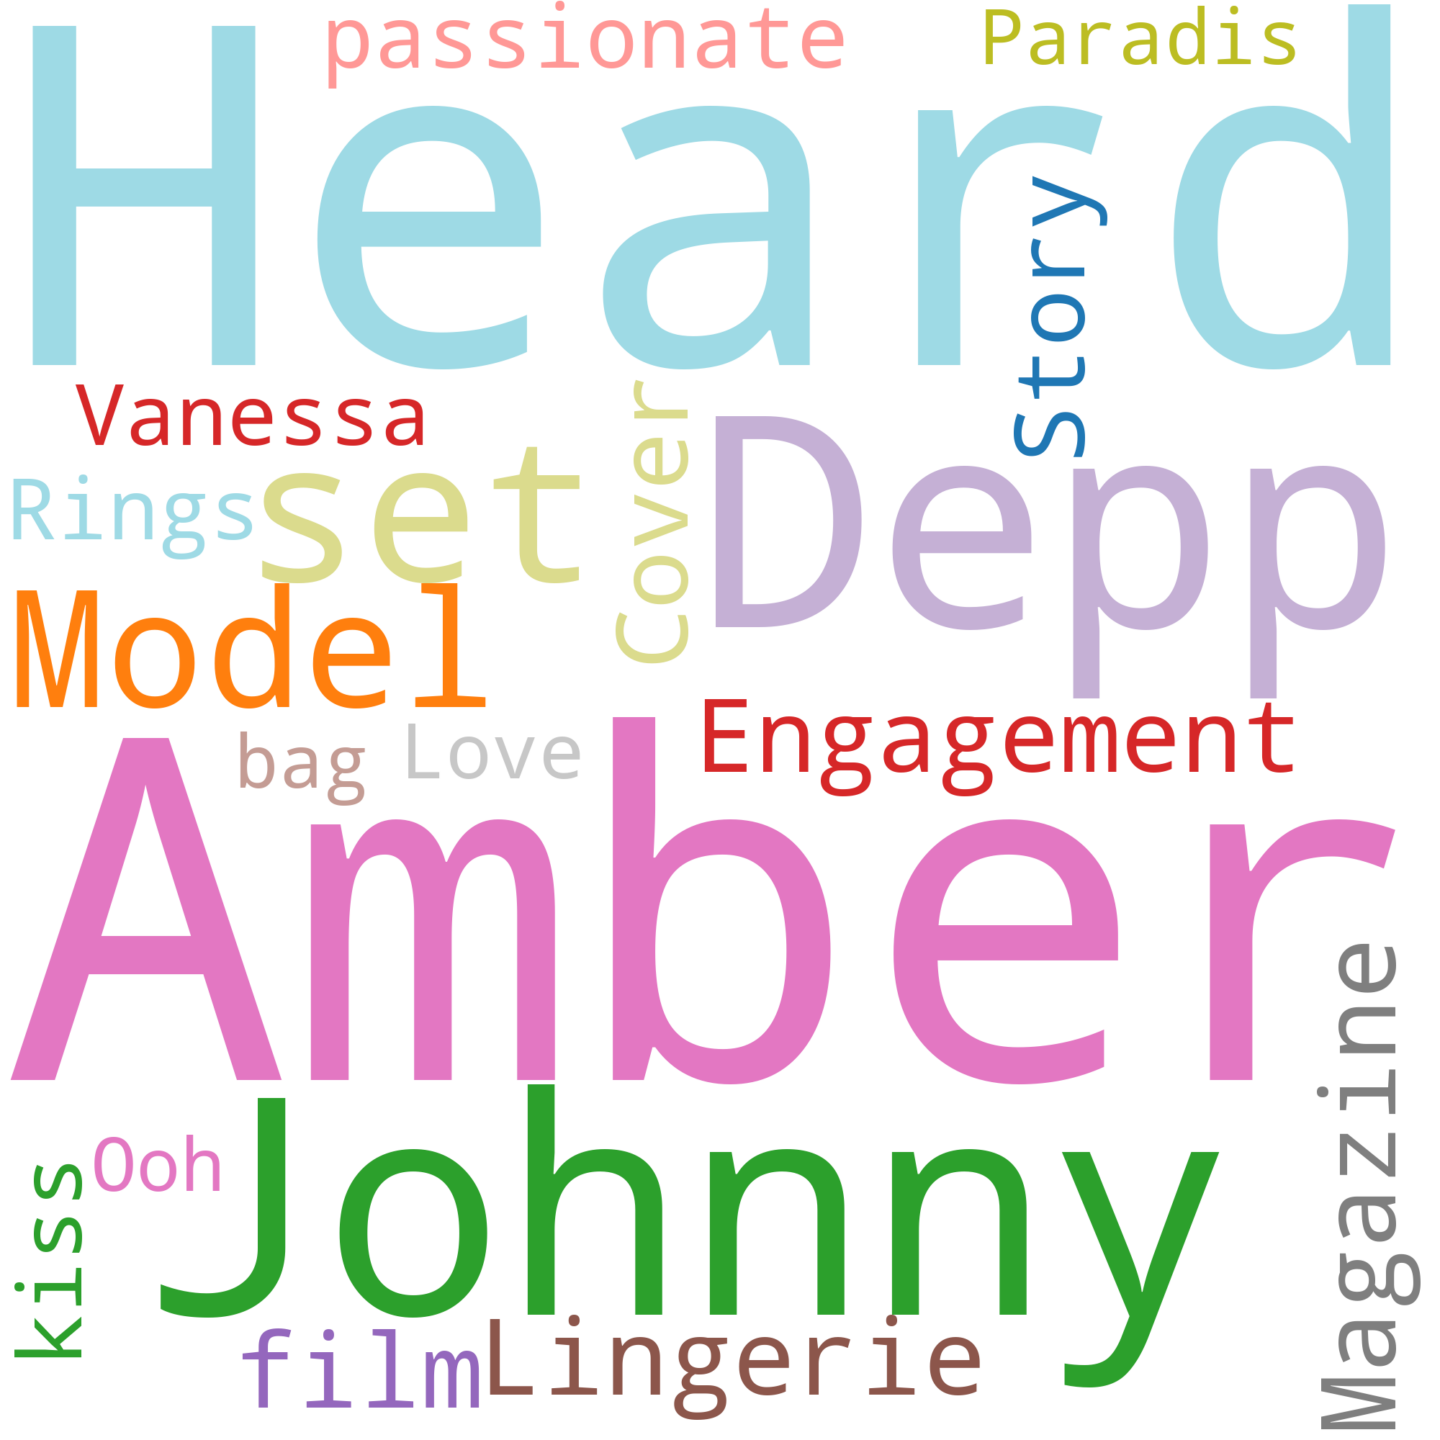 passionate
Paradis
Heard
Story
Vanessa
Cover
Depp
Rings
set
Model
Engagement
bag
Love
Amber
Magazine
Johnny
Ooh
kiss
film
Lingerie